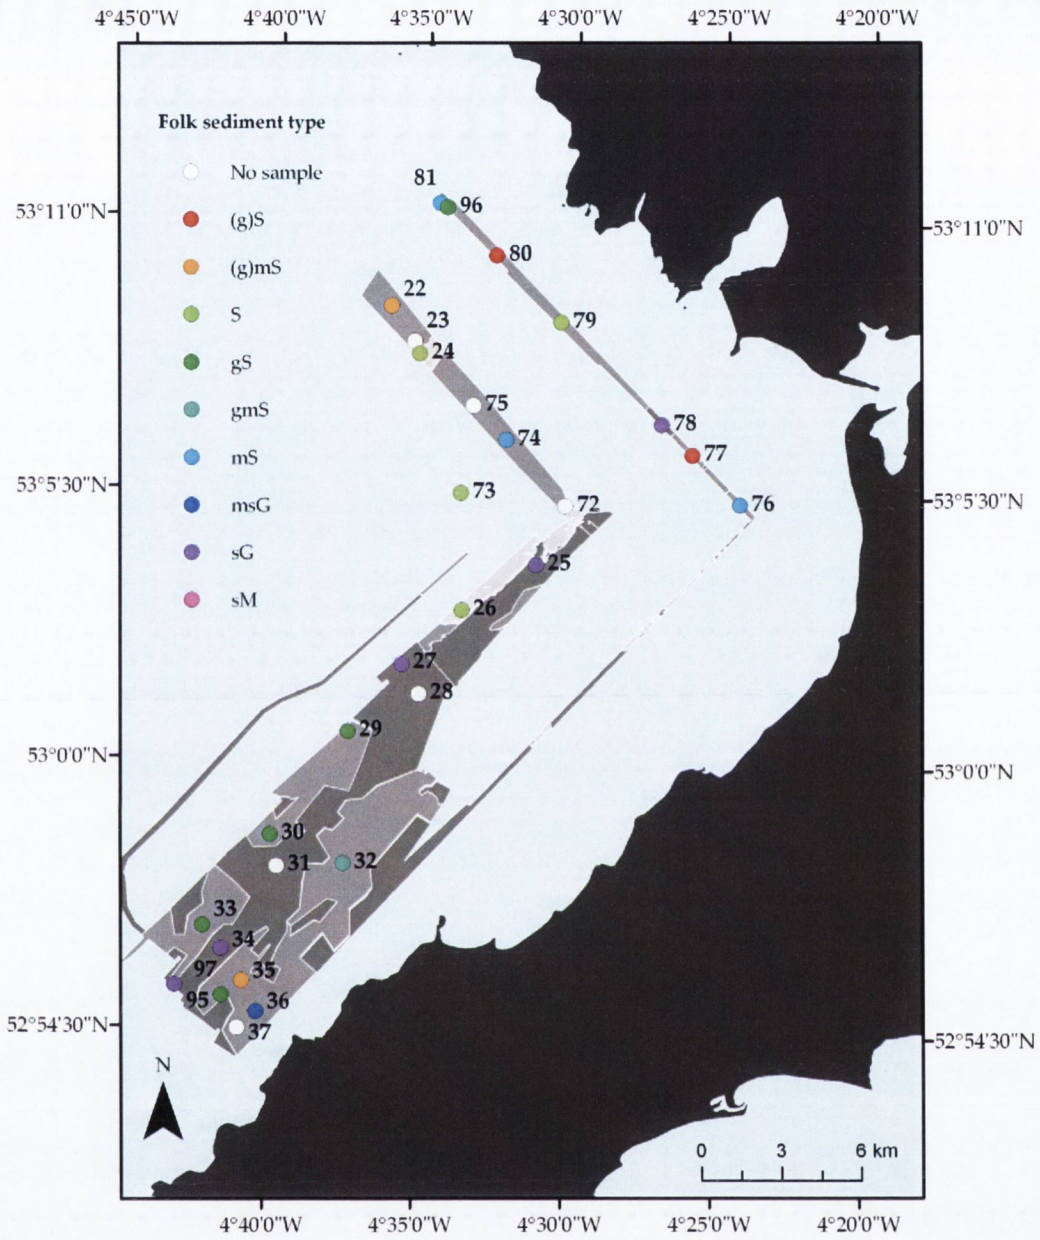 4°45'0"W 4°40'0"W 4°35'0"W 4°30'0"W 4°25'0"W 4°20'0"W
Folk sediment type
No sample
(g)S
(g)mS
S
gS
gmS
mS
msG
sG
sM
53°11'0"N
53°5'30"N
53°0'0"N
52°54'30"N
53°11'0"N
53°5'30"N
53°0'0"N
52°54'30"N
81
96
80
22
79
23
24
75
78
74
77
73
72
76
25
26
27
28
29
30
31
32
33
34
97
35
95
36
37
N
0 3 6 km
4°40'0"W 4°35'0"W 4°30'0"W 4°25'0"W 4°20'0"W